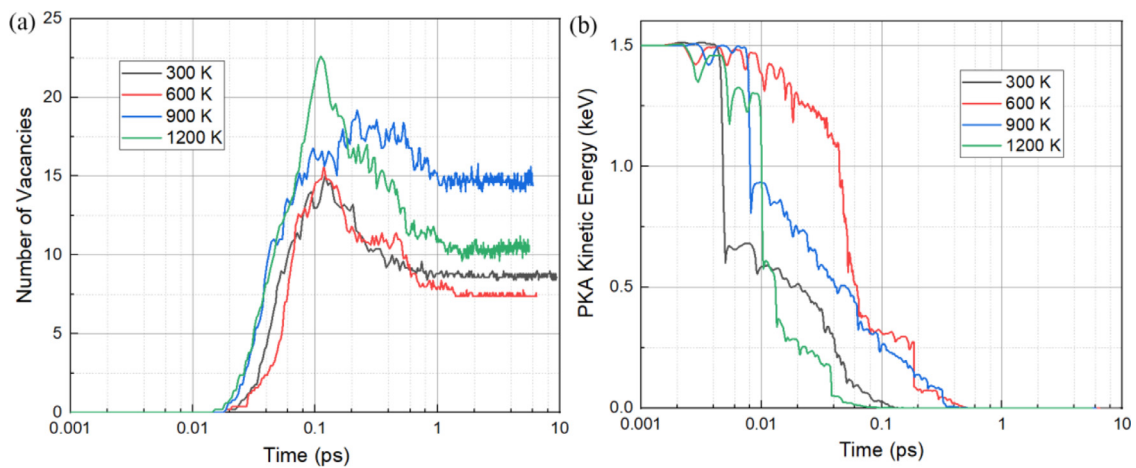 (a)
25
20
15
10
5
0
Number of Vacancies
300 K
600 K
900 K
1200 K
0.001
0.01
0.1
1
10
Time (ps)
(b)
1.5
1.0
0.5
0.0
PKA Kinetic Energy (keV)
300 K
600 K
900 K
1200 K
0.001
0.01
0.1
1
10
Time (ps)